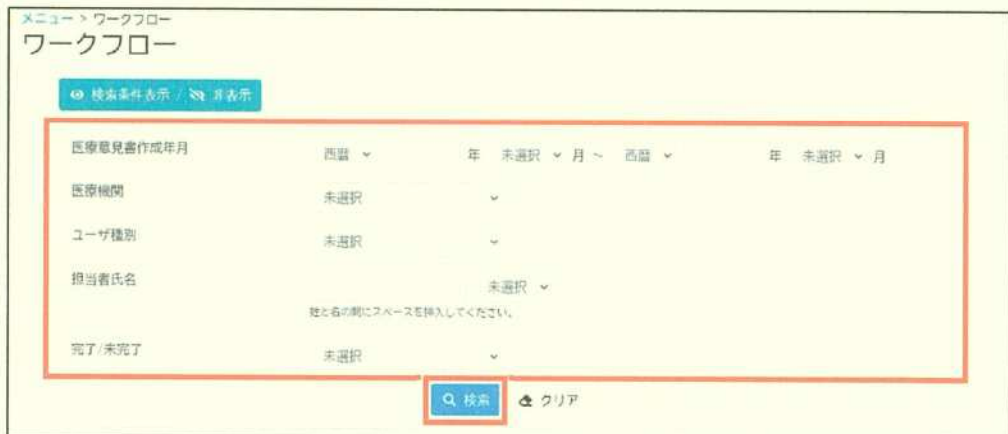 メニュー > ワークフロー
ワークフロー
検索条件表示 / 非表示
医療意見書作成年月 西暦 年 未選択 月 ~ 西暦 年 未選択 月
医療機関 未選択
ユーザ種別 未選択
担当者氏名 未選択
姓と名の間にスペースを挿入してください。
完了/未完了 未選択
検索 クリア